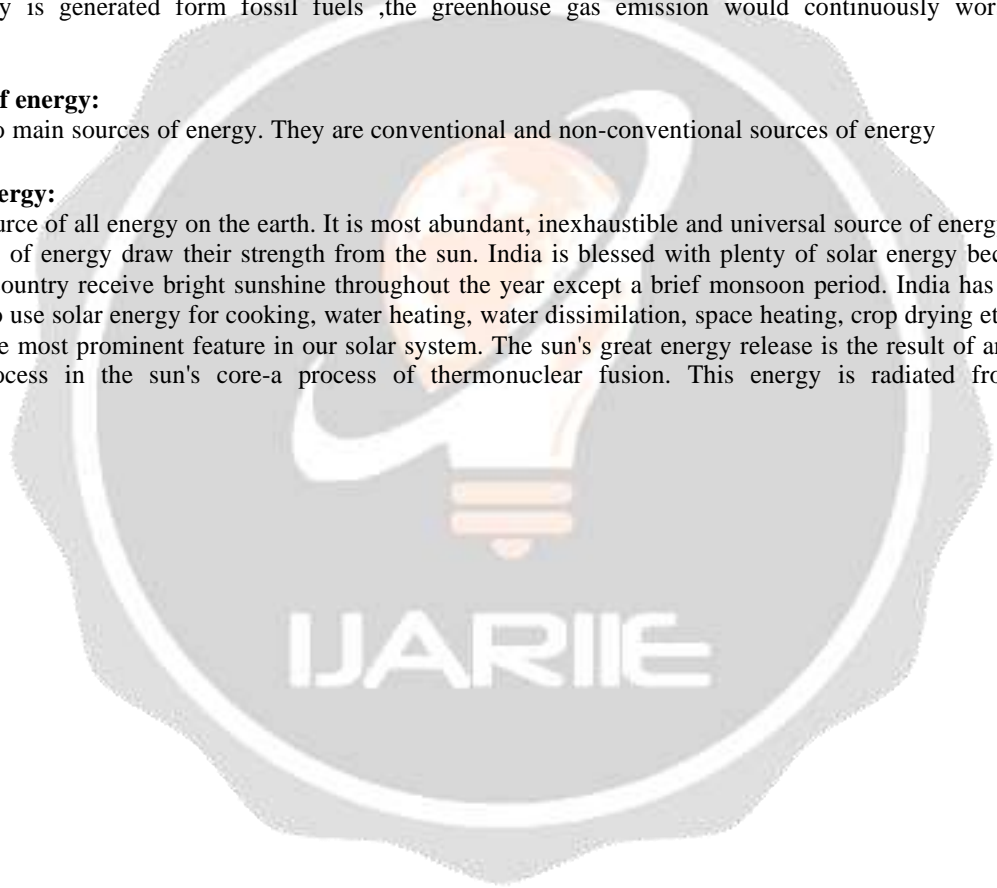 y is generated form fossil fuels ,the greenhouse gas emission would continuously wor
f energy:
o main sources of energy. They are conventional and non-conventional sources of energy
ergy:
urce of all energy on the earth. It is most abundant, inexhaustible and universal source of energ
of energy draw their strength from the sun. India is blessed with plenty of solar energy bec
ountry receive bright sunshine throughout the year except a brief monsoon period. India has
o use solar energy for cooking, water heating, water dissimilation, space heating, crop drying et
e most prominent feature in our solar system. The sun's great energy release is the result of an
ocess in the sun's core-a process of thermonuclear fusion. This energy is radiated fro
IJARIIE